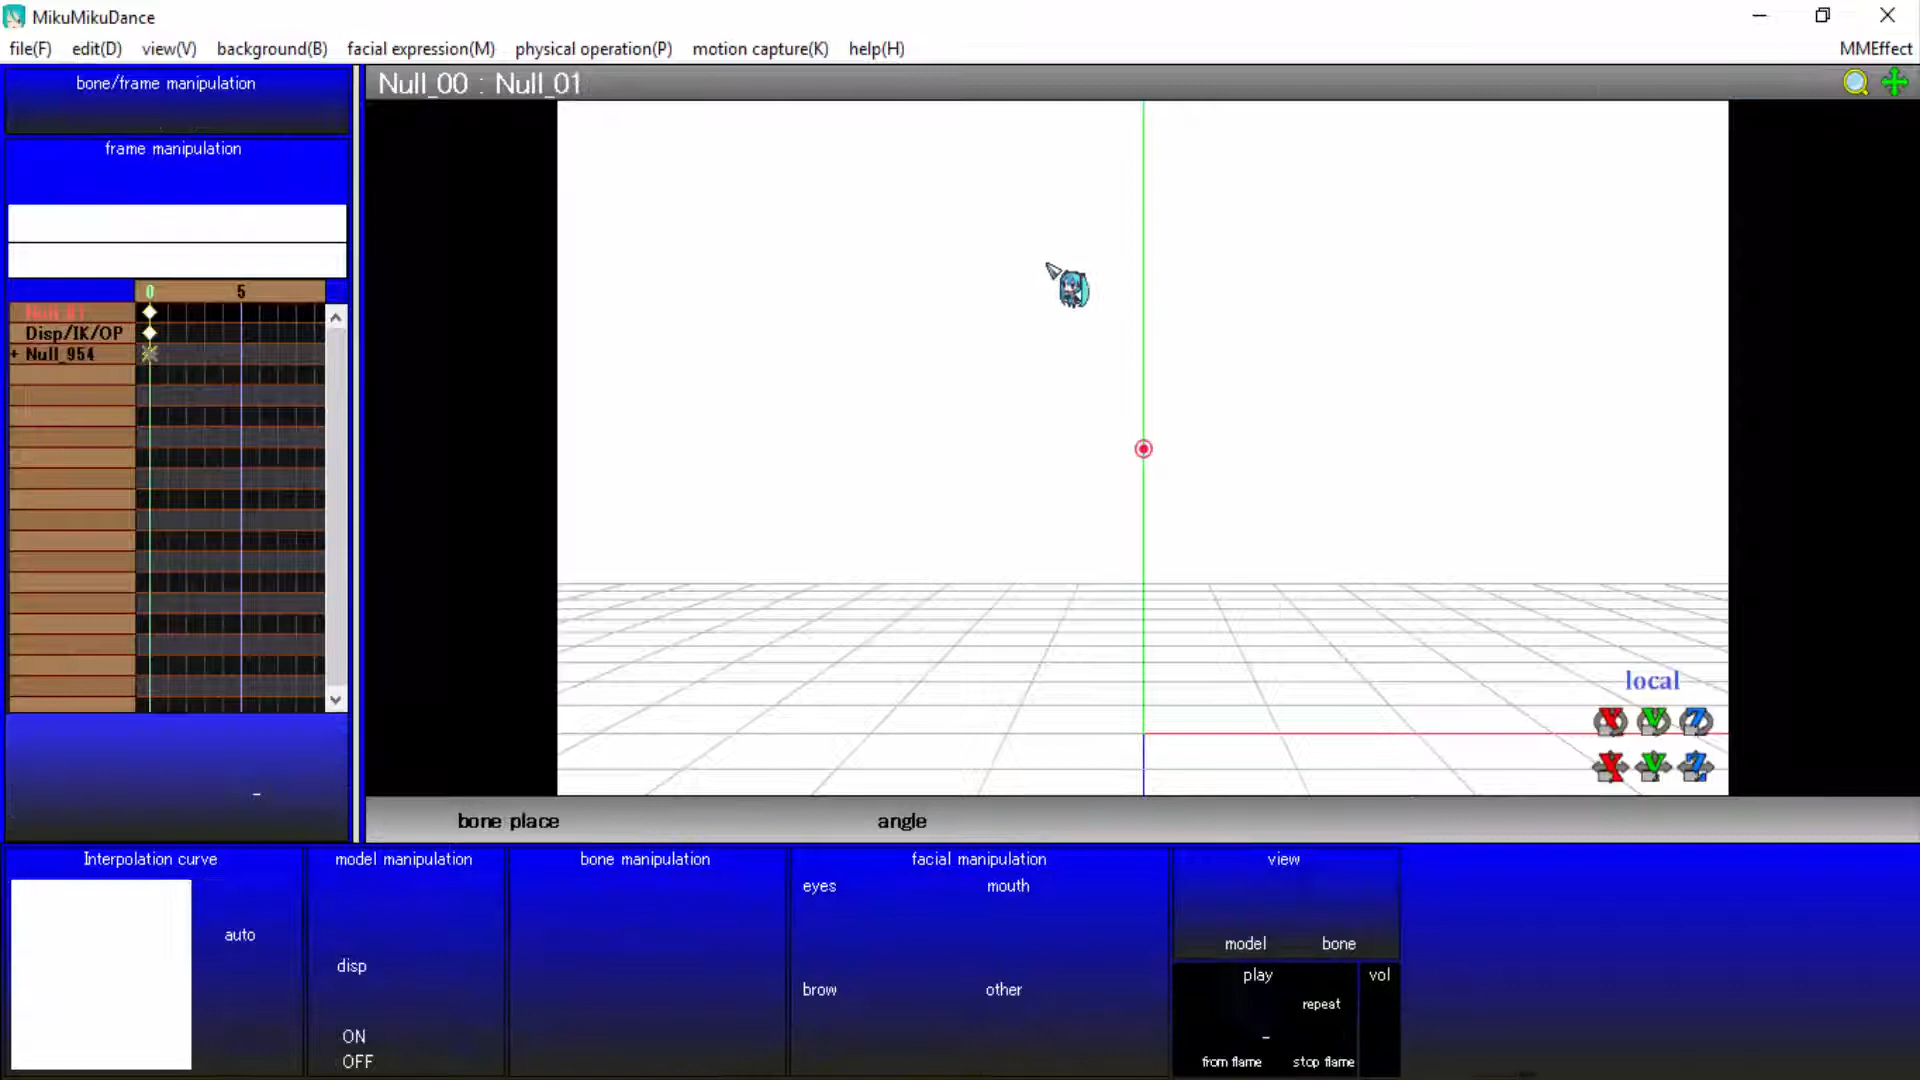 MikuMikuDance
file(F) edit(D) view(V) background(B) facial expression(M) physical operation(P) motion capture(K) help(H) MMEffect
bone/frame manipulation
Null_00 : Null_01
frame manipulation
0 5
Null_01
Disp/IK/OP
+ Null_954
-
local
X Y Z
X Y Z
bone place angle
Interpolation curve model manipulation bone manipulation facial manipulation view
eyes mouth
auto
model bone
disp
play vol
brow other
repeat
ON
-
OFF
from flame stop flame